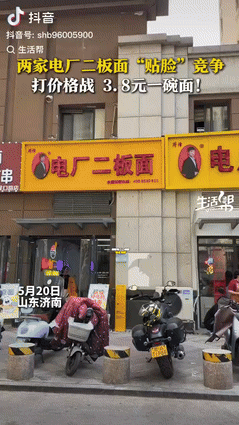 抖音
抖音号：shb96005900
生活帮
两家电厂二板面“贴脸”竞争
打价格战 3.8元一碗面！
电厂二板面
电厂
生活帮
5月20日
山东济南